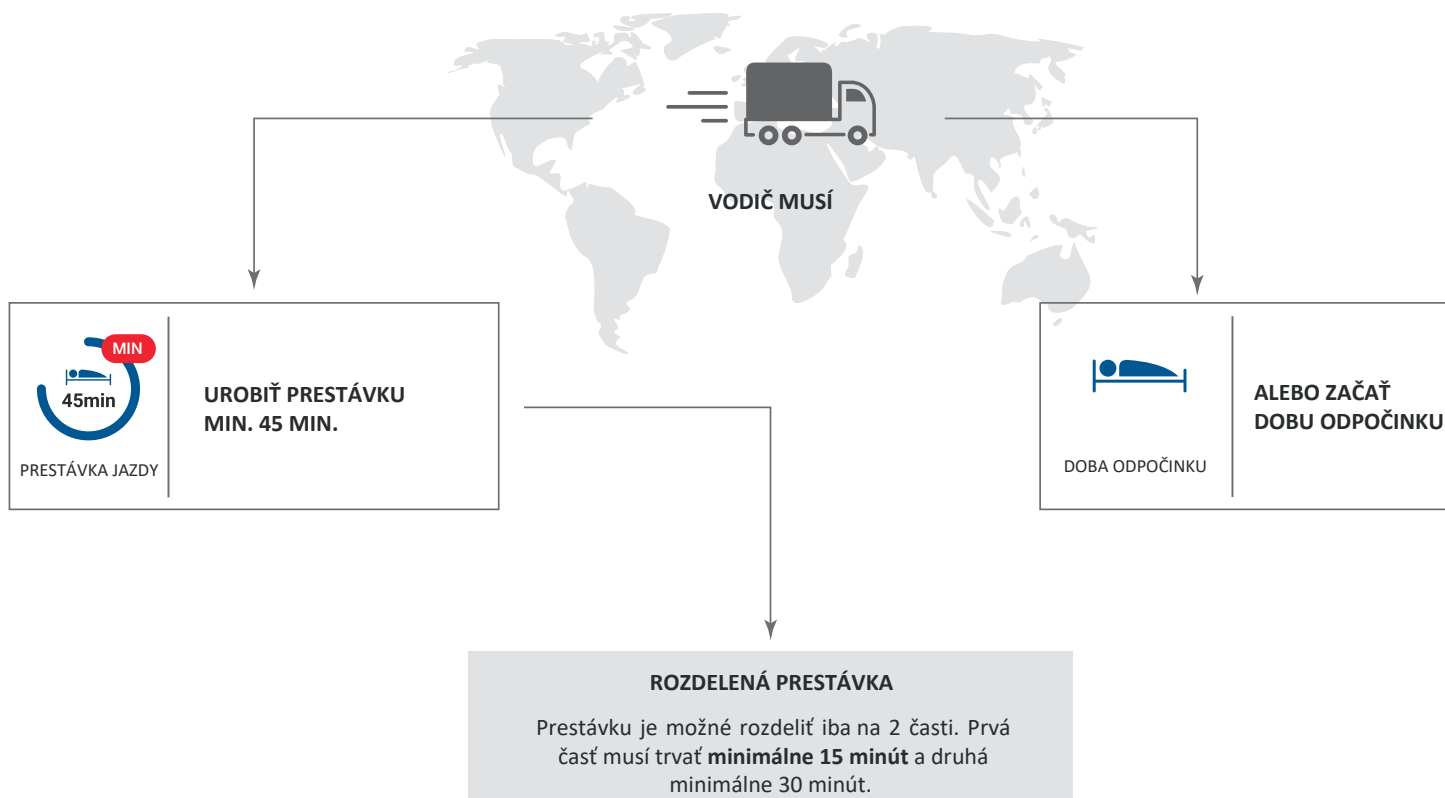 VODIČ MUSÍ
MIN
45min
PRESTÁVKA JAZDY
UROBIŤ PRESTÁVKU
MIN. 45 MIN.
DOBA ODPOČINKU
ALEBO ZAČAŤ
DOBU ODPOČINKU
ROZDELENÁ PRESTÁVKA
Prestávku je možné rozdeliť iba na 2 časti. Prvá
časť musí trvať minimálne 15 minút a druhá
minimálne 30 minút.